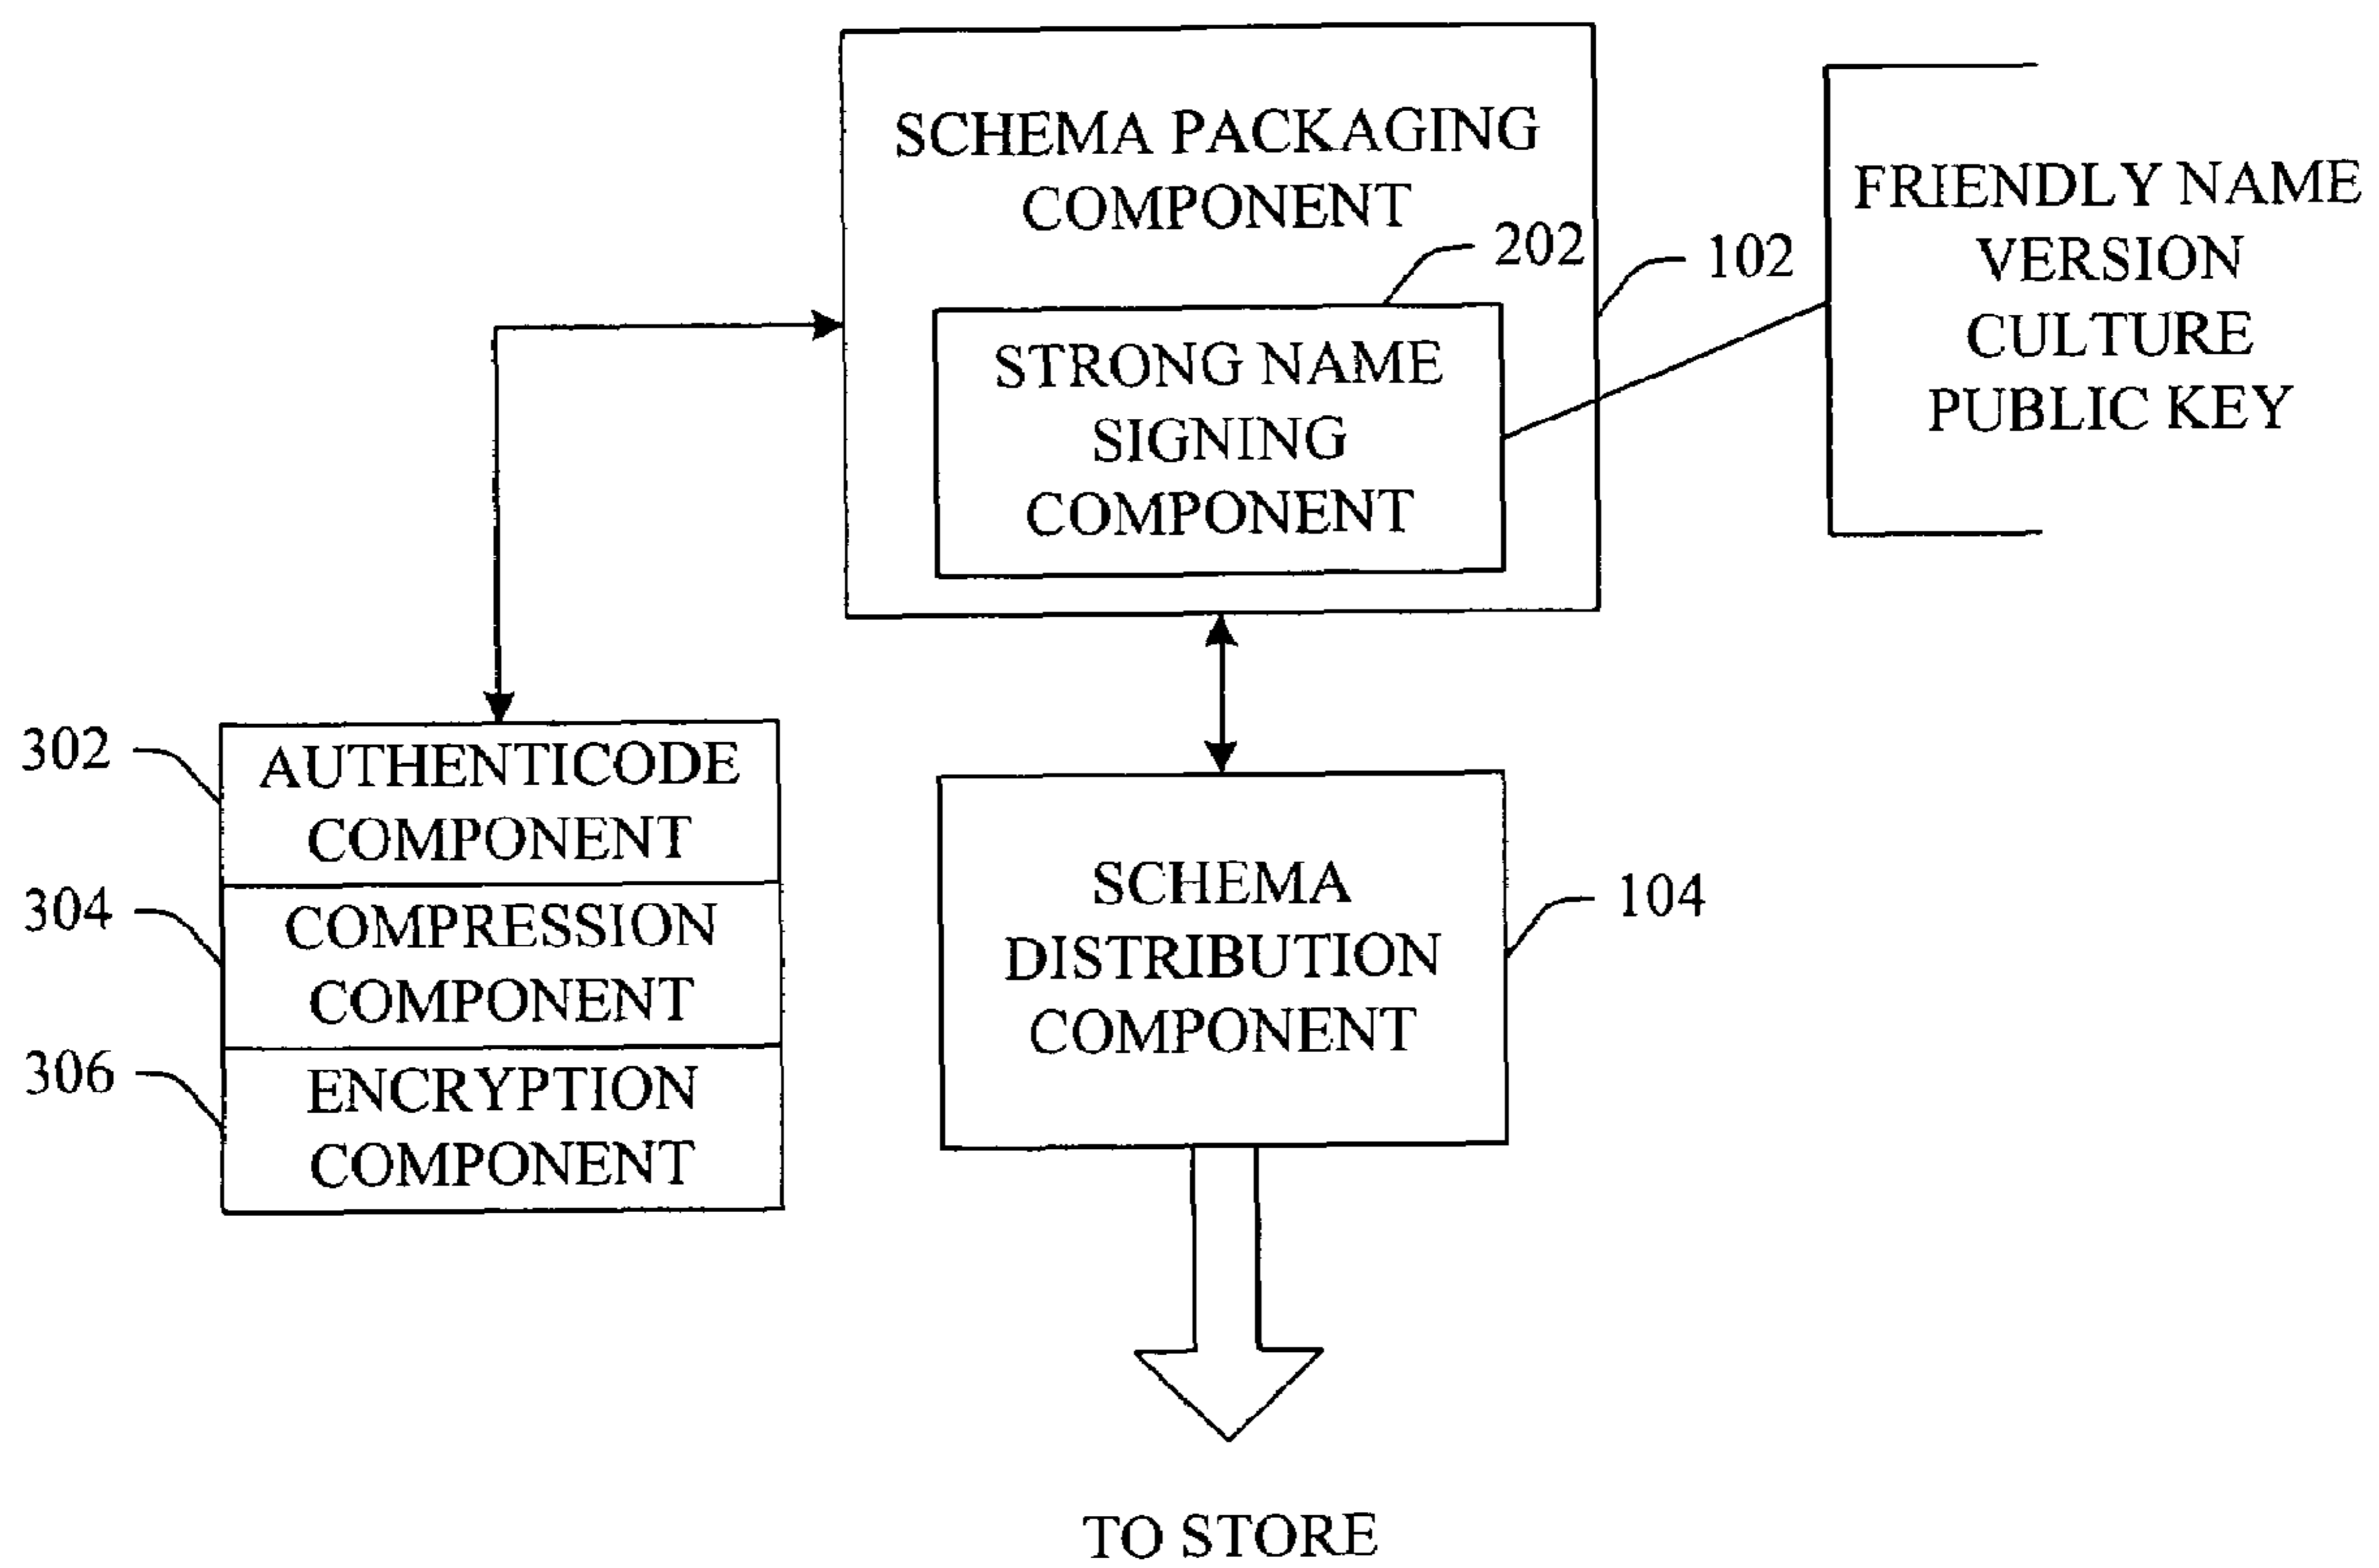 SCHEMA PACKAGING
COMPONENT
202
102
STRONG NAME
SIGNING
COMPONENT
FRIENDLY NAME
VERSION
CULTURE
PUBLIC KEY
302
AUTHENTICODE
COMPONENT
304
COMPRESSION
COMPONENT
306
ENCRYPTION
COMPONENT
SCHEMA
DISTRIBUTION
COMPONENT
104
TO STORE